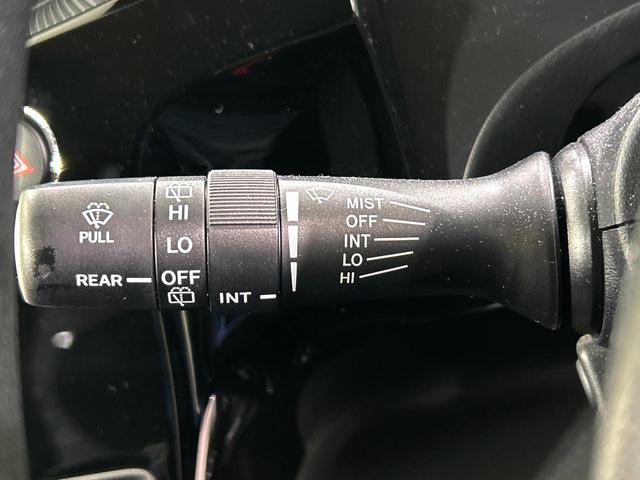 PULL
REAR
HI
LO
OFF
INT
MIST
OFF
INT
LO
HI